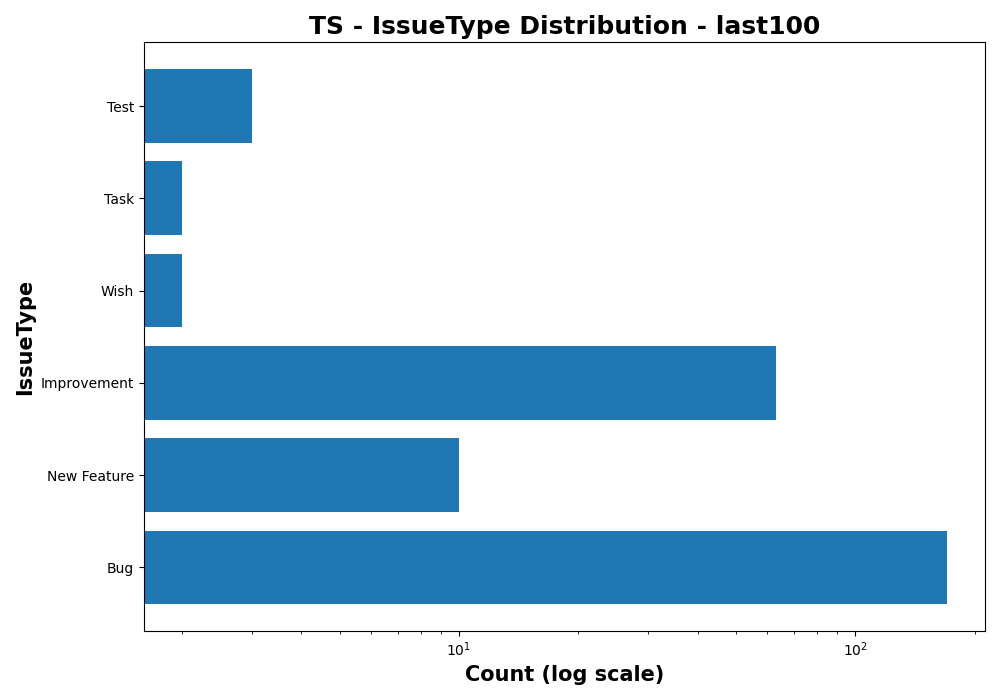 TS - IssueType Distribution - last100
IssueType
Test
Task
Wish
Improvement
New Feature
Bug
10¹ 10²
Count (log scale)